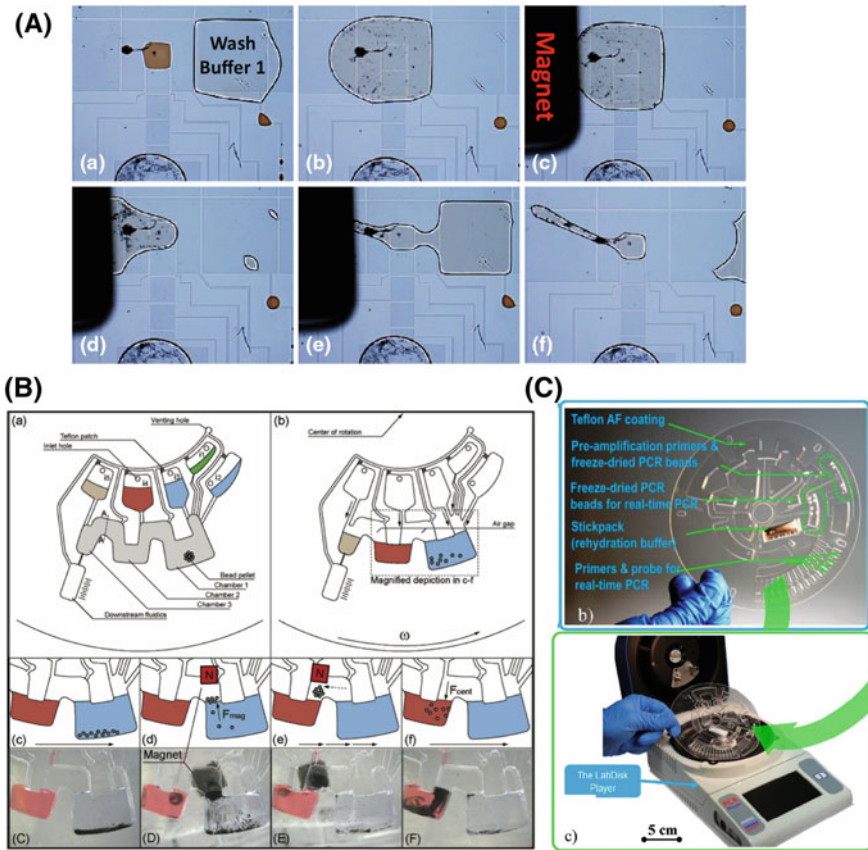 (A)
Wash
Buffer 1
(a)
(b)
Magnet
(c)
(d)
(e)
(f)
(B)
(a)
Venting hole
Teflon patch
Inlet hole
Bead pellet
Chamber 1
Chamber 2
Chamber 3
Downstream fluidics
(b)
Center of rotation
Air gap
Magnified depiction in c-f
ω
(c)
N
Fmag
(d)
N
(e)
Fcent
(f)
Magnet
(C)
(D)
(E)
(F)
(C)
Teflon AF coating
Pre-amplification primers &
freeze-dried PCR beads
Freeze-dried PCR
beads for real-time PCR
Stickpack
(rehydration buffer)
Primers & probe for
real-time PCR
b)
The LabDisk
Player
5 cm
c)